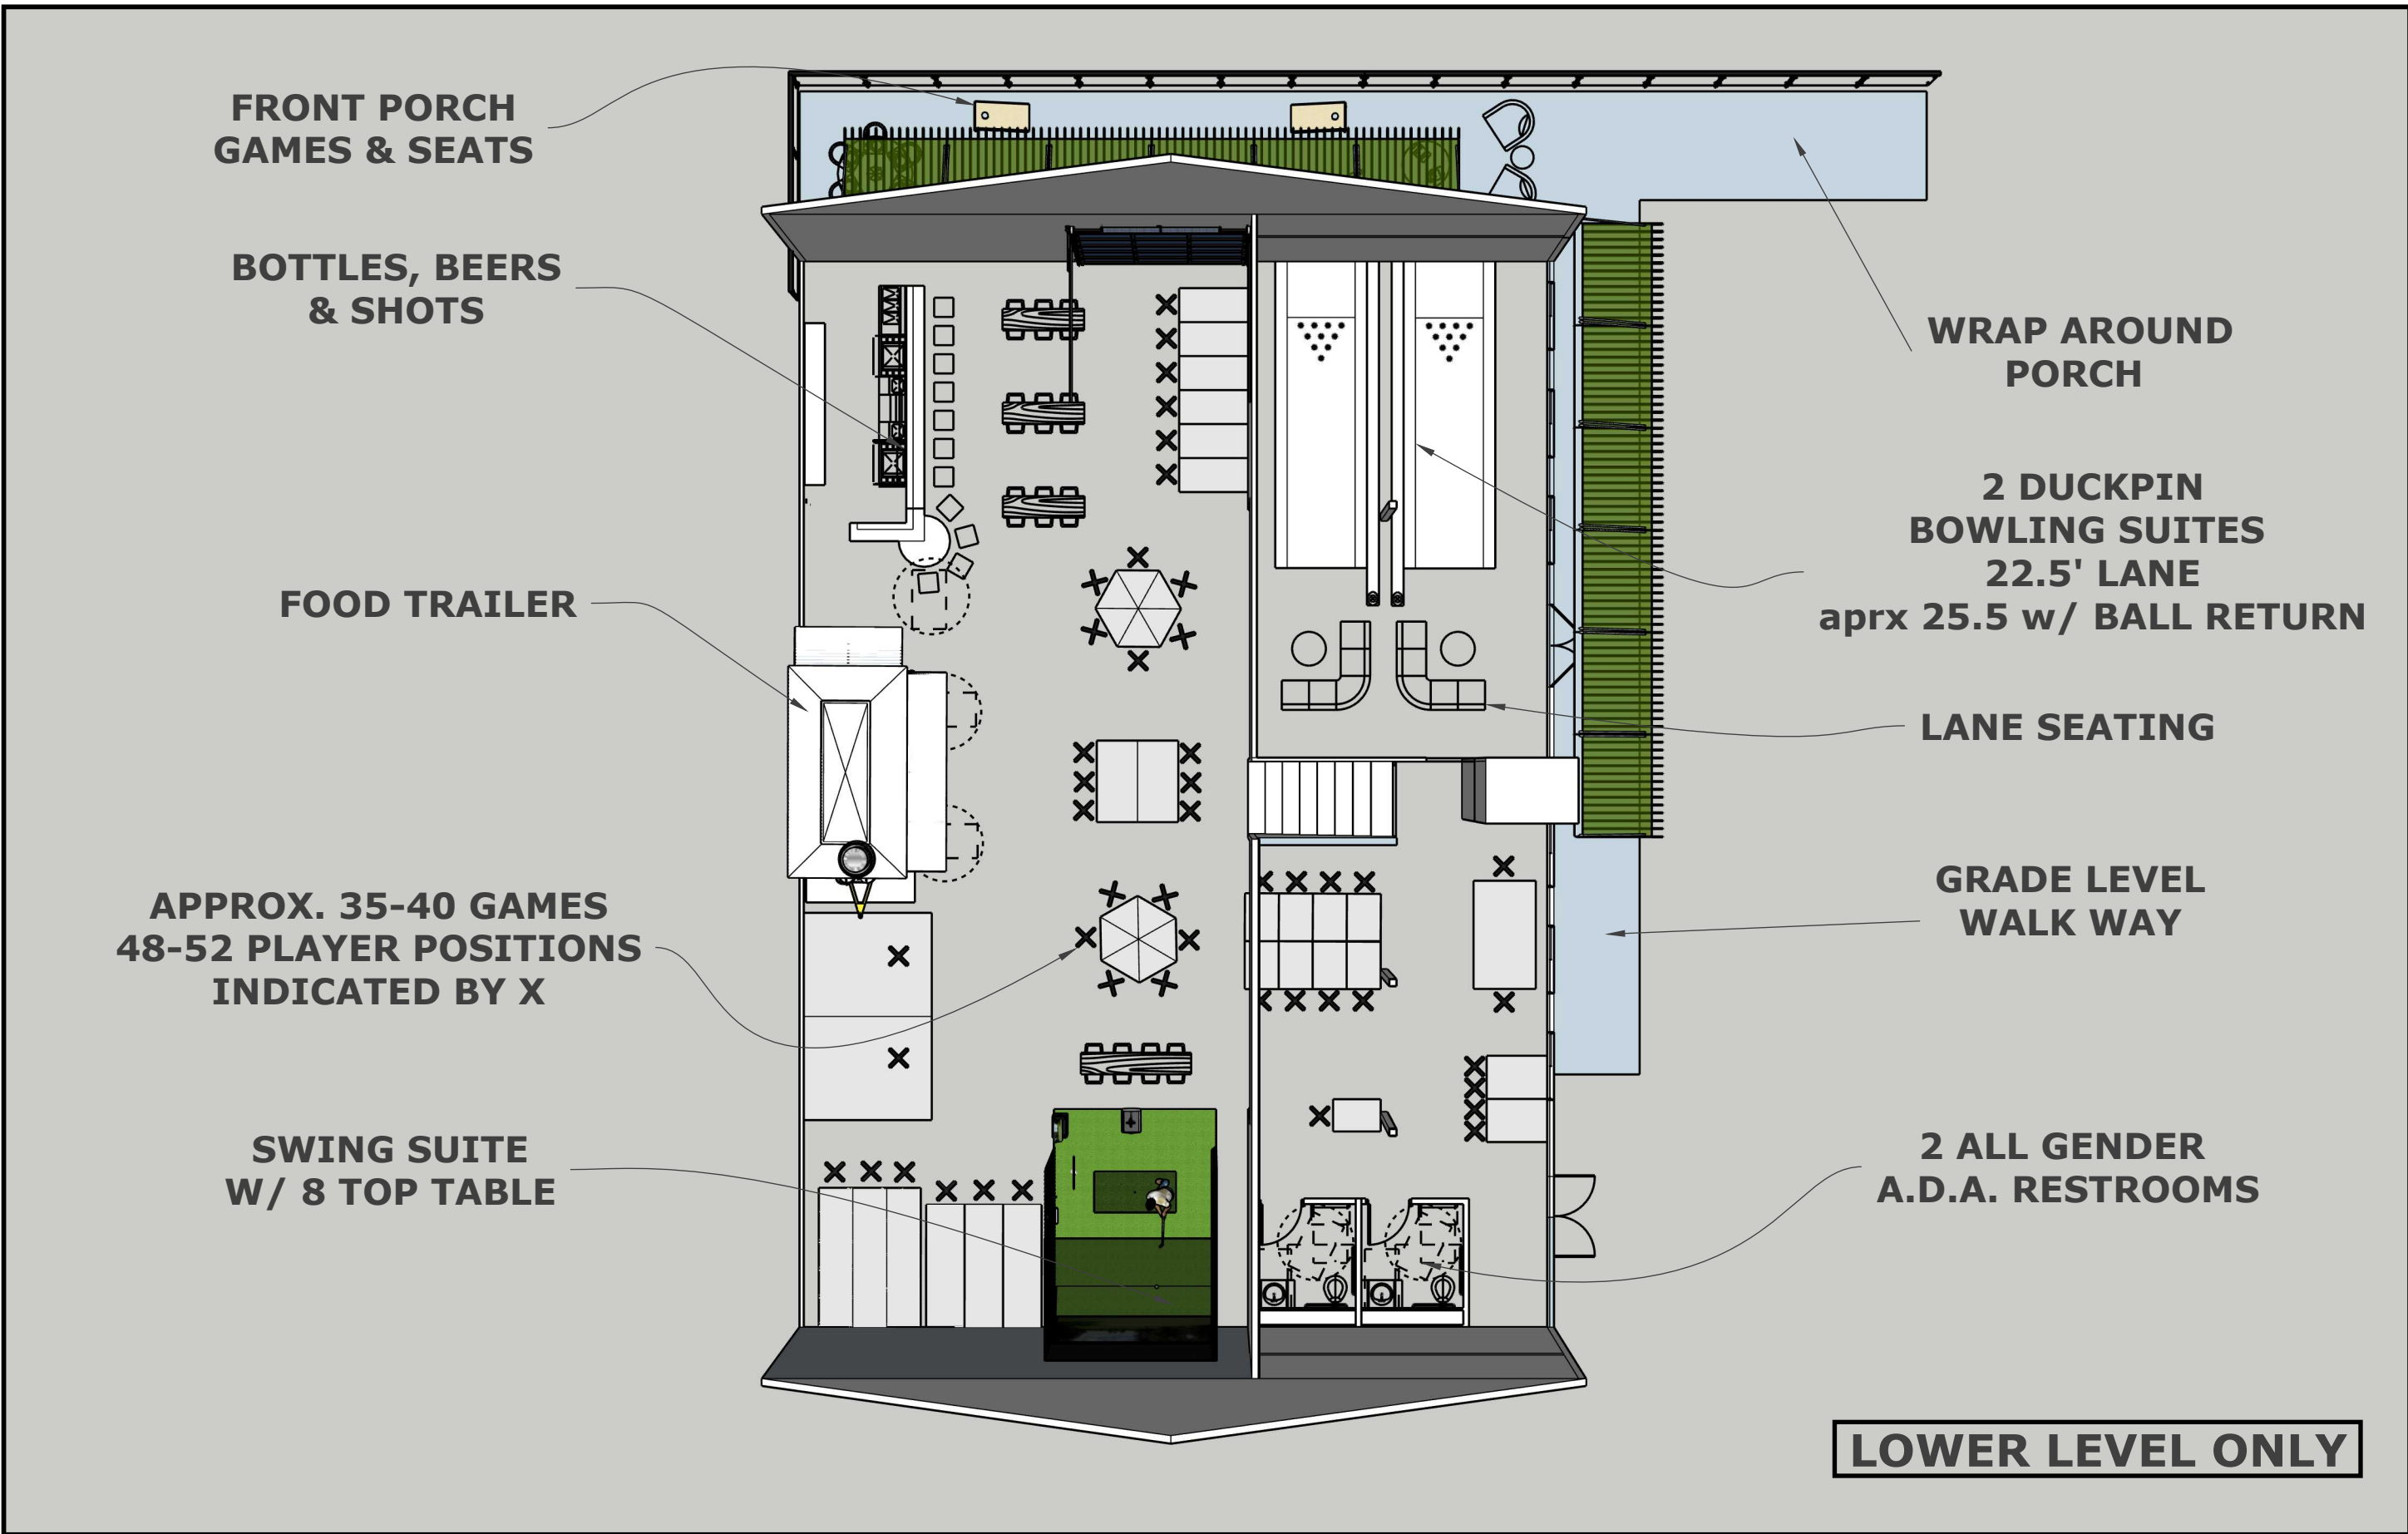 FRONT PORCH
GAMES & SEATS
BOTTLES, BEERS
& SHOTS
FOOD TRAILER
APPROX. 35-40 GAMES
48-52 PLAYER POSITIONS
INDICATED BY X
SWING SUITE
W/ 8 TOP TABLE
WRAP AROUND
PORCH
2 DUCKPIN
BOWLING SUITES
22.5' LANE
aprx 25.5 w/ BALL RETURN
LANE SEATING
GRADE LEVEL
WALK WAY
2 ALL GENDER
A.D.A. RESTROOMS
LOWER LEVEL ONLY